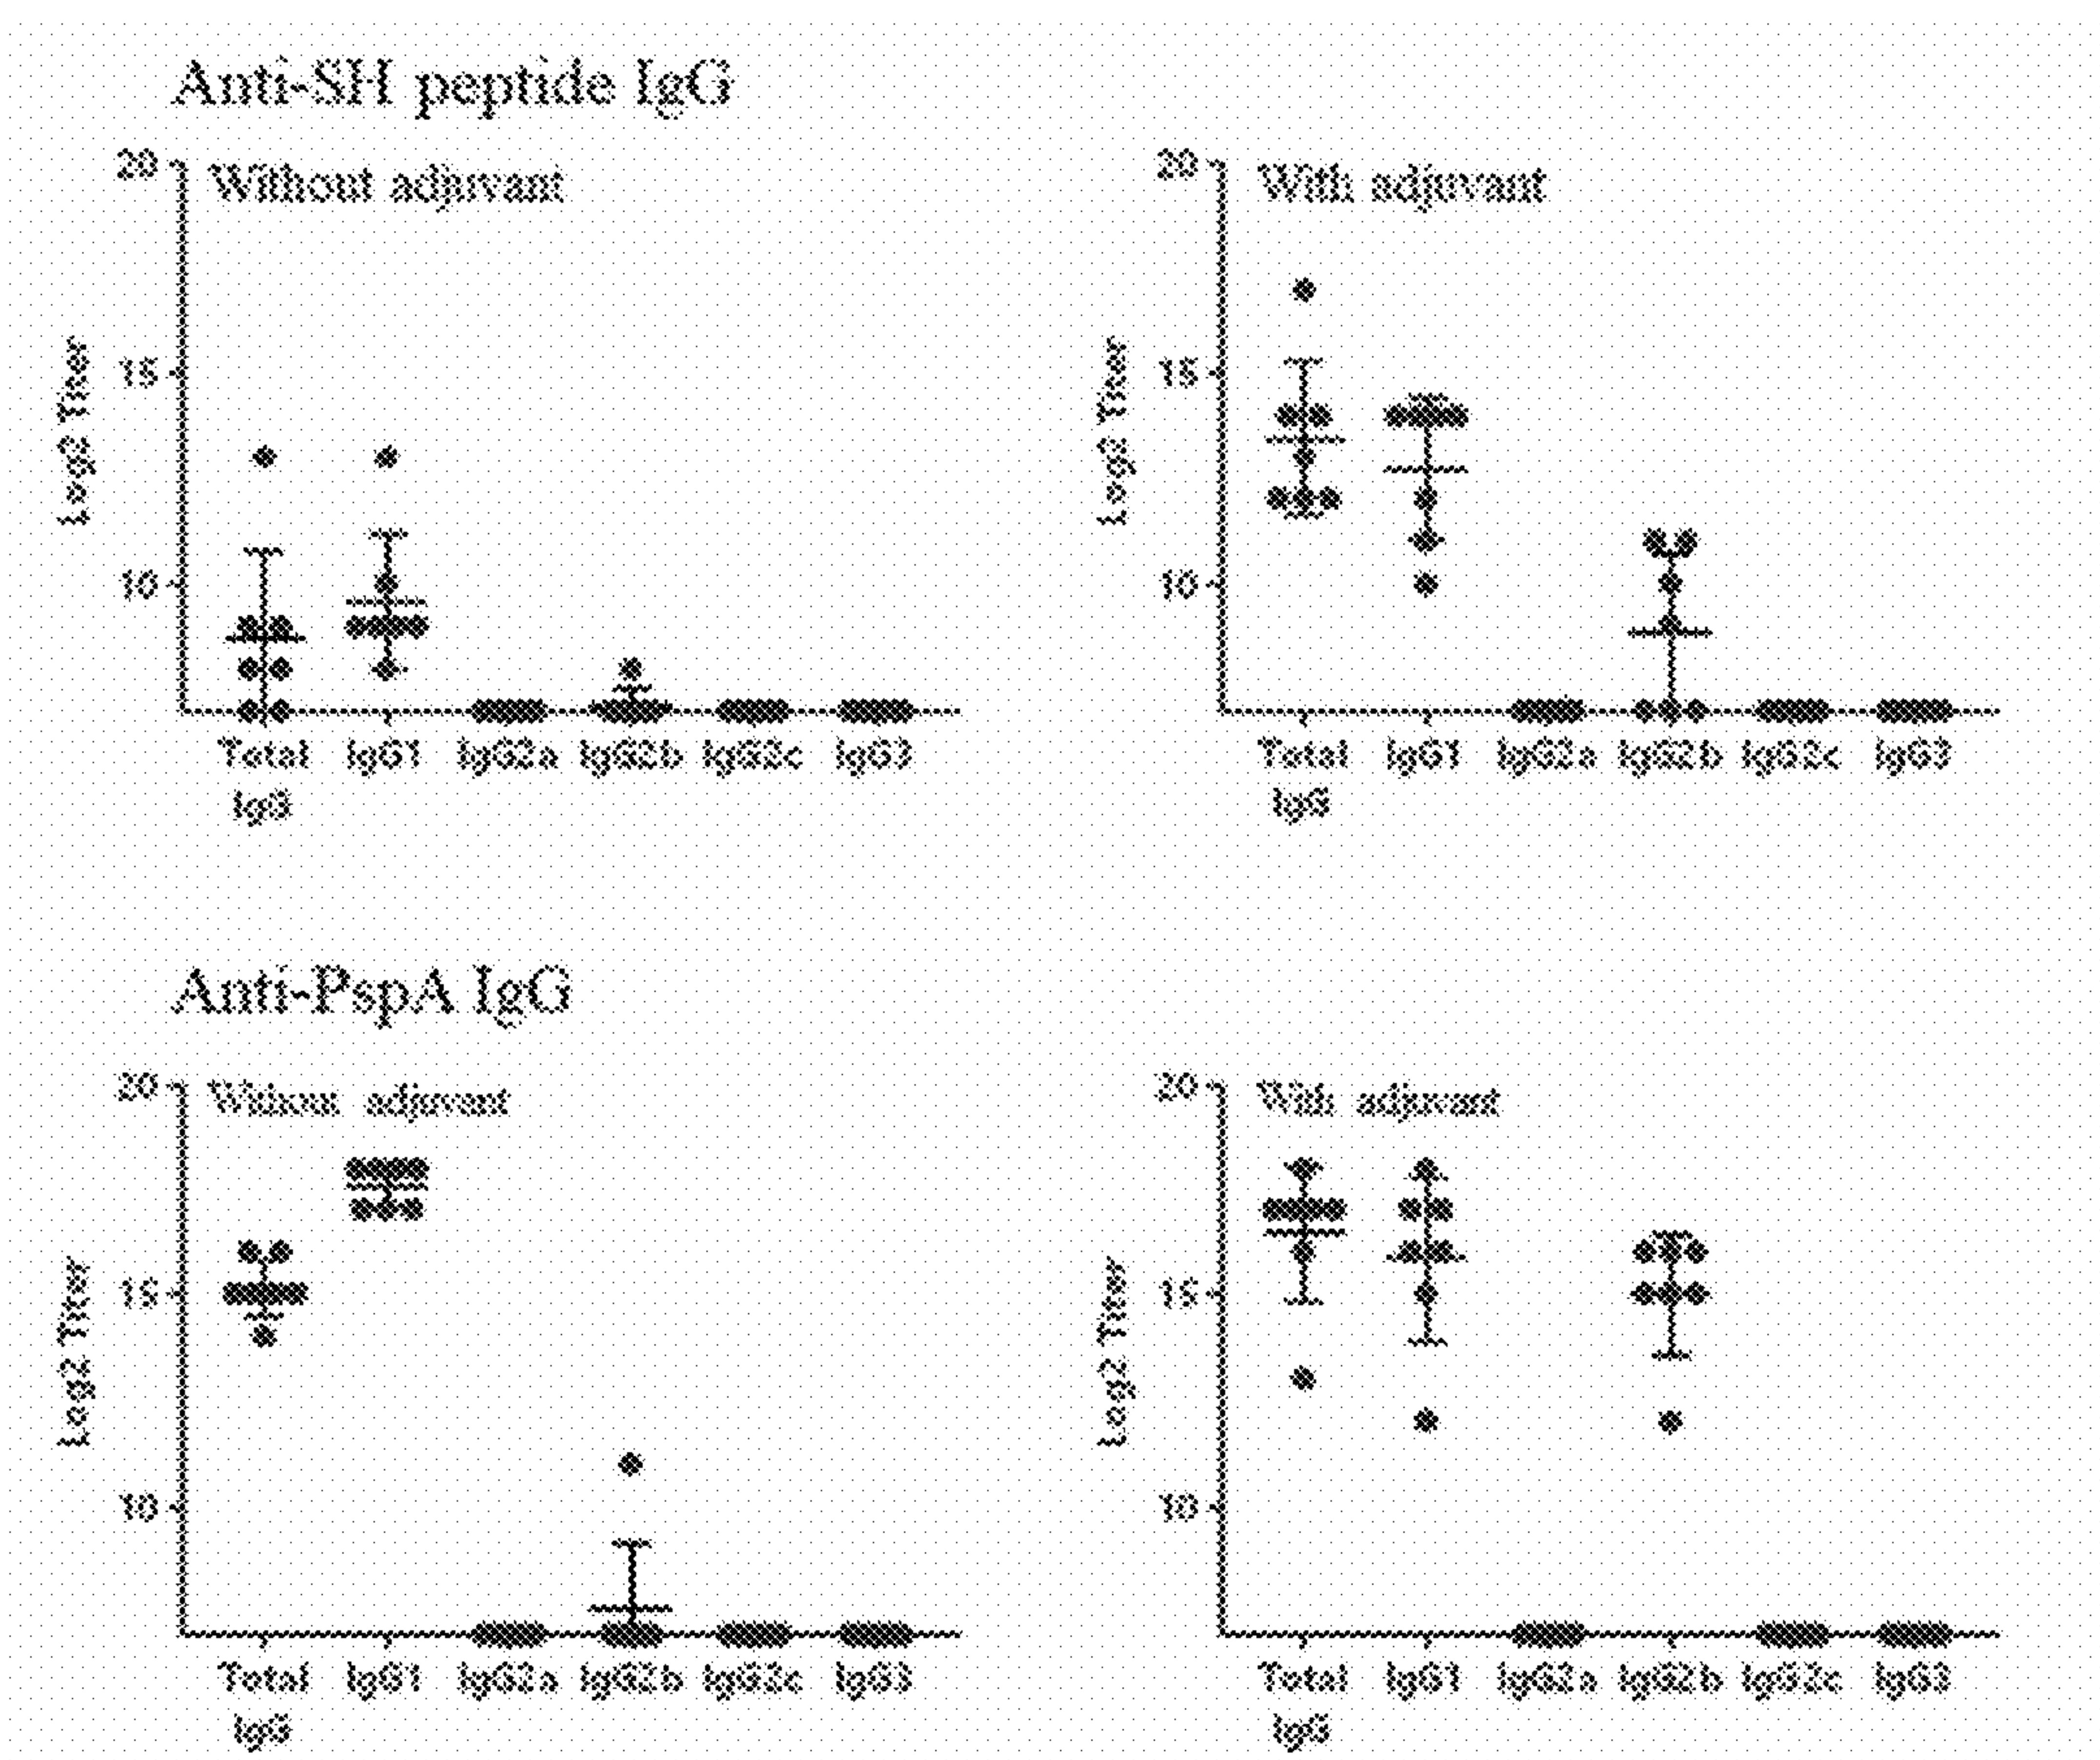 Anti-SH peptide IgG
20 Without adjuvant
15
10
Log2 Titer
Total IgG1 IgG2a IgG2b IgG2c IgG3
IgG
20 With adjuvant
15
10
Log2 Titer
Total IgG1 IgG2a IgG2b IgG2c IgG3
IgG
Anti-PspA IgG
20 Without adjuvant
15
10
Log2 Titer
Total IgG1 IgG2a IgG2b IgG2c IgG3
IgG
20 With adjuvant
15
10
Log2 Titer
Total IgG1 IgG2a IgG2b IgG2c IgG3
IgG